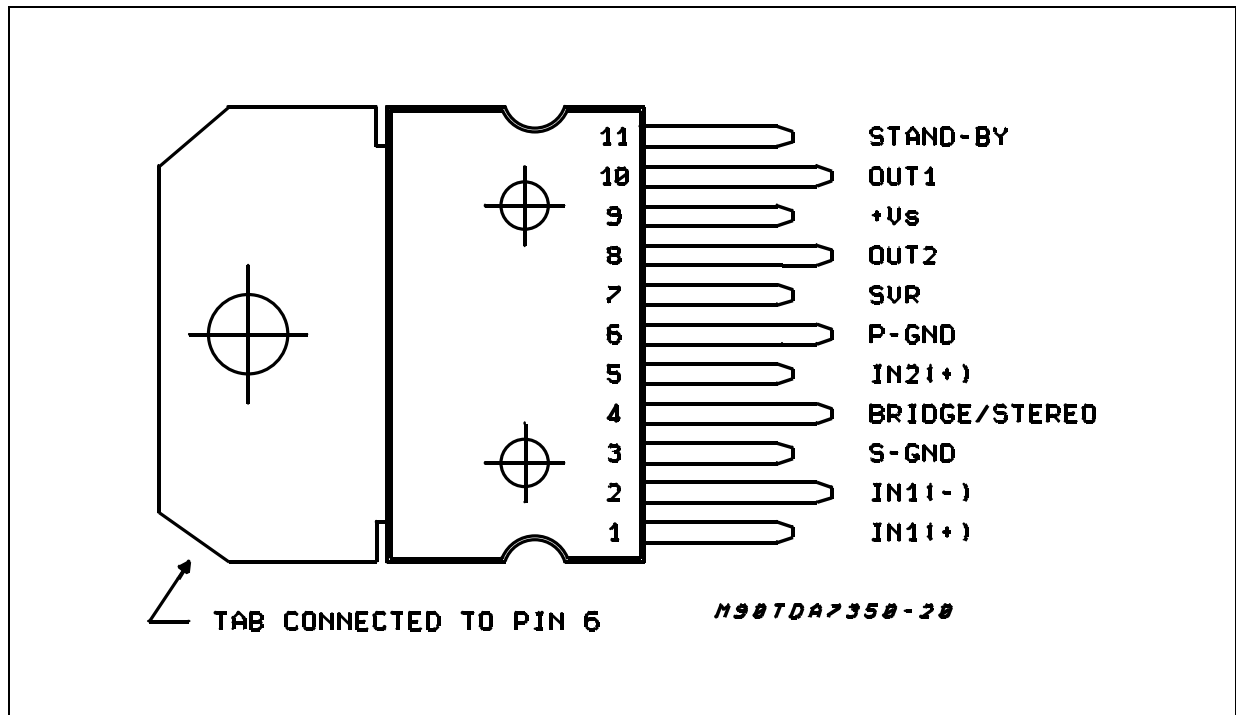 11 STAND-BY
10 OUT1
9 +Vs
8 OUT2
7 SVR
6 P-GND
5 IN2(+)
4 BRIDGE/STEREO
3 S-GND
2 IN1(-)
1 IN1(+)
TAB CONNECTED TO PIN 6
M90TDA7350-20